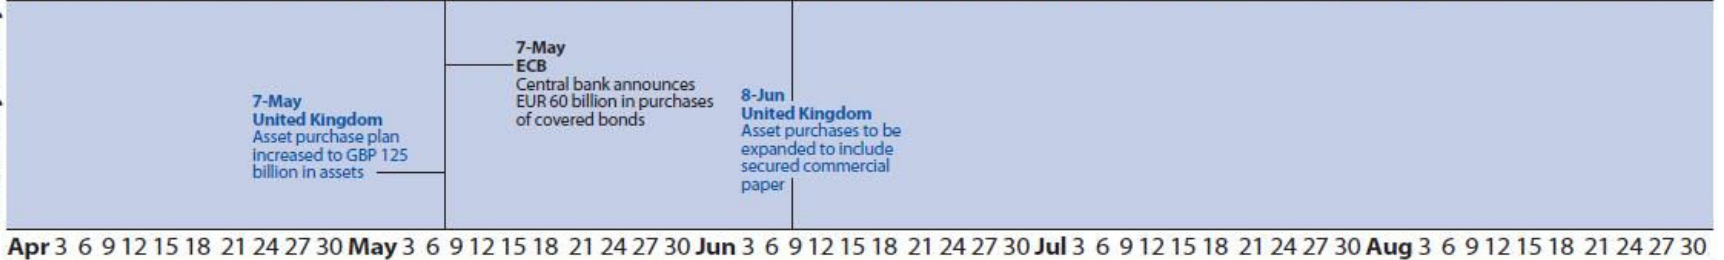 7-May
ECB
Central bank announces
EUR 60 billion in purchases
of covered bonds
7-May
United Kingdom
Asset purchase plan
increased to GBP 125
billion in assets
8-Jun
United Kingdom
Asset purchases to be
expanded to include
secured commercial
paper
Apr 3 6 9 12 15 18 21 24 27 30 May 3 6 9 12 15 18 21 24 27 30 Jun 3 6 9 12 15 18 21 24 27 30 Jul 3 6 9 12 15 18 21 24 27 30 Aug 3 6 9 12 15 18 21 24 27 30